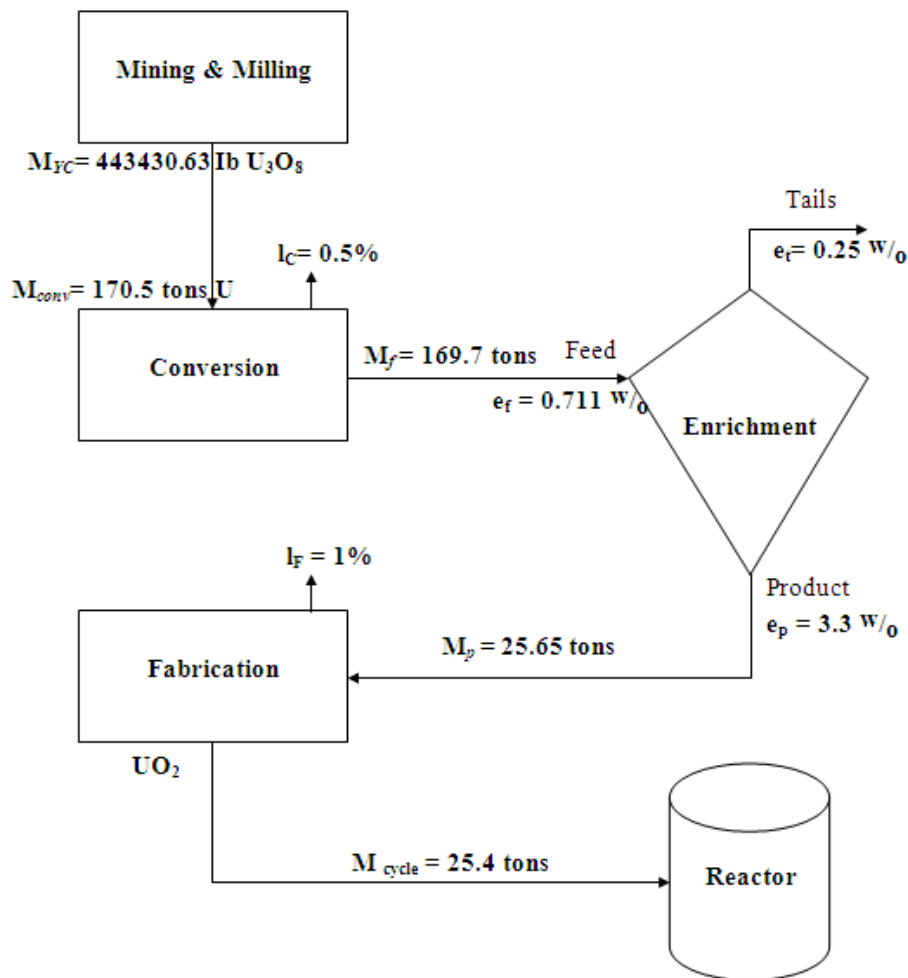 Mining & Milling
M_YC= 443430.63 Ib U₃O₈
Tails
l_C= 0.5%
e_t= 0.25 W/o
M_conv= 170.5 tons U
M_f= 169.7 tons
Feed
Conversion
e_f = 0.711 W/o
Enrichment
l_F = 1%
Product
e_p = 3.3 W/o
M_p = 25.65 tons
Fabrication
UO₂
M cycle = 25.4 tons
Reactor